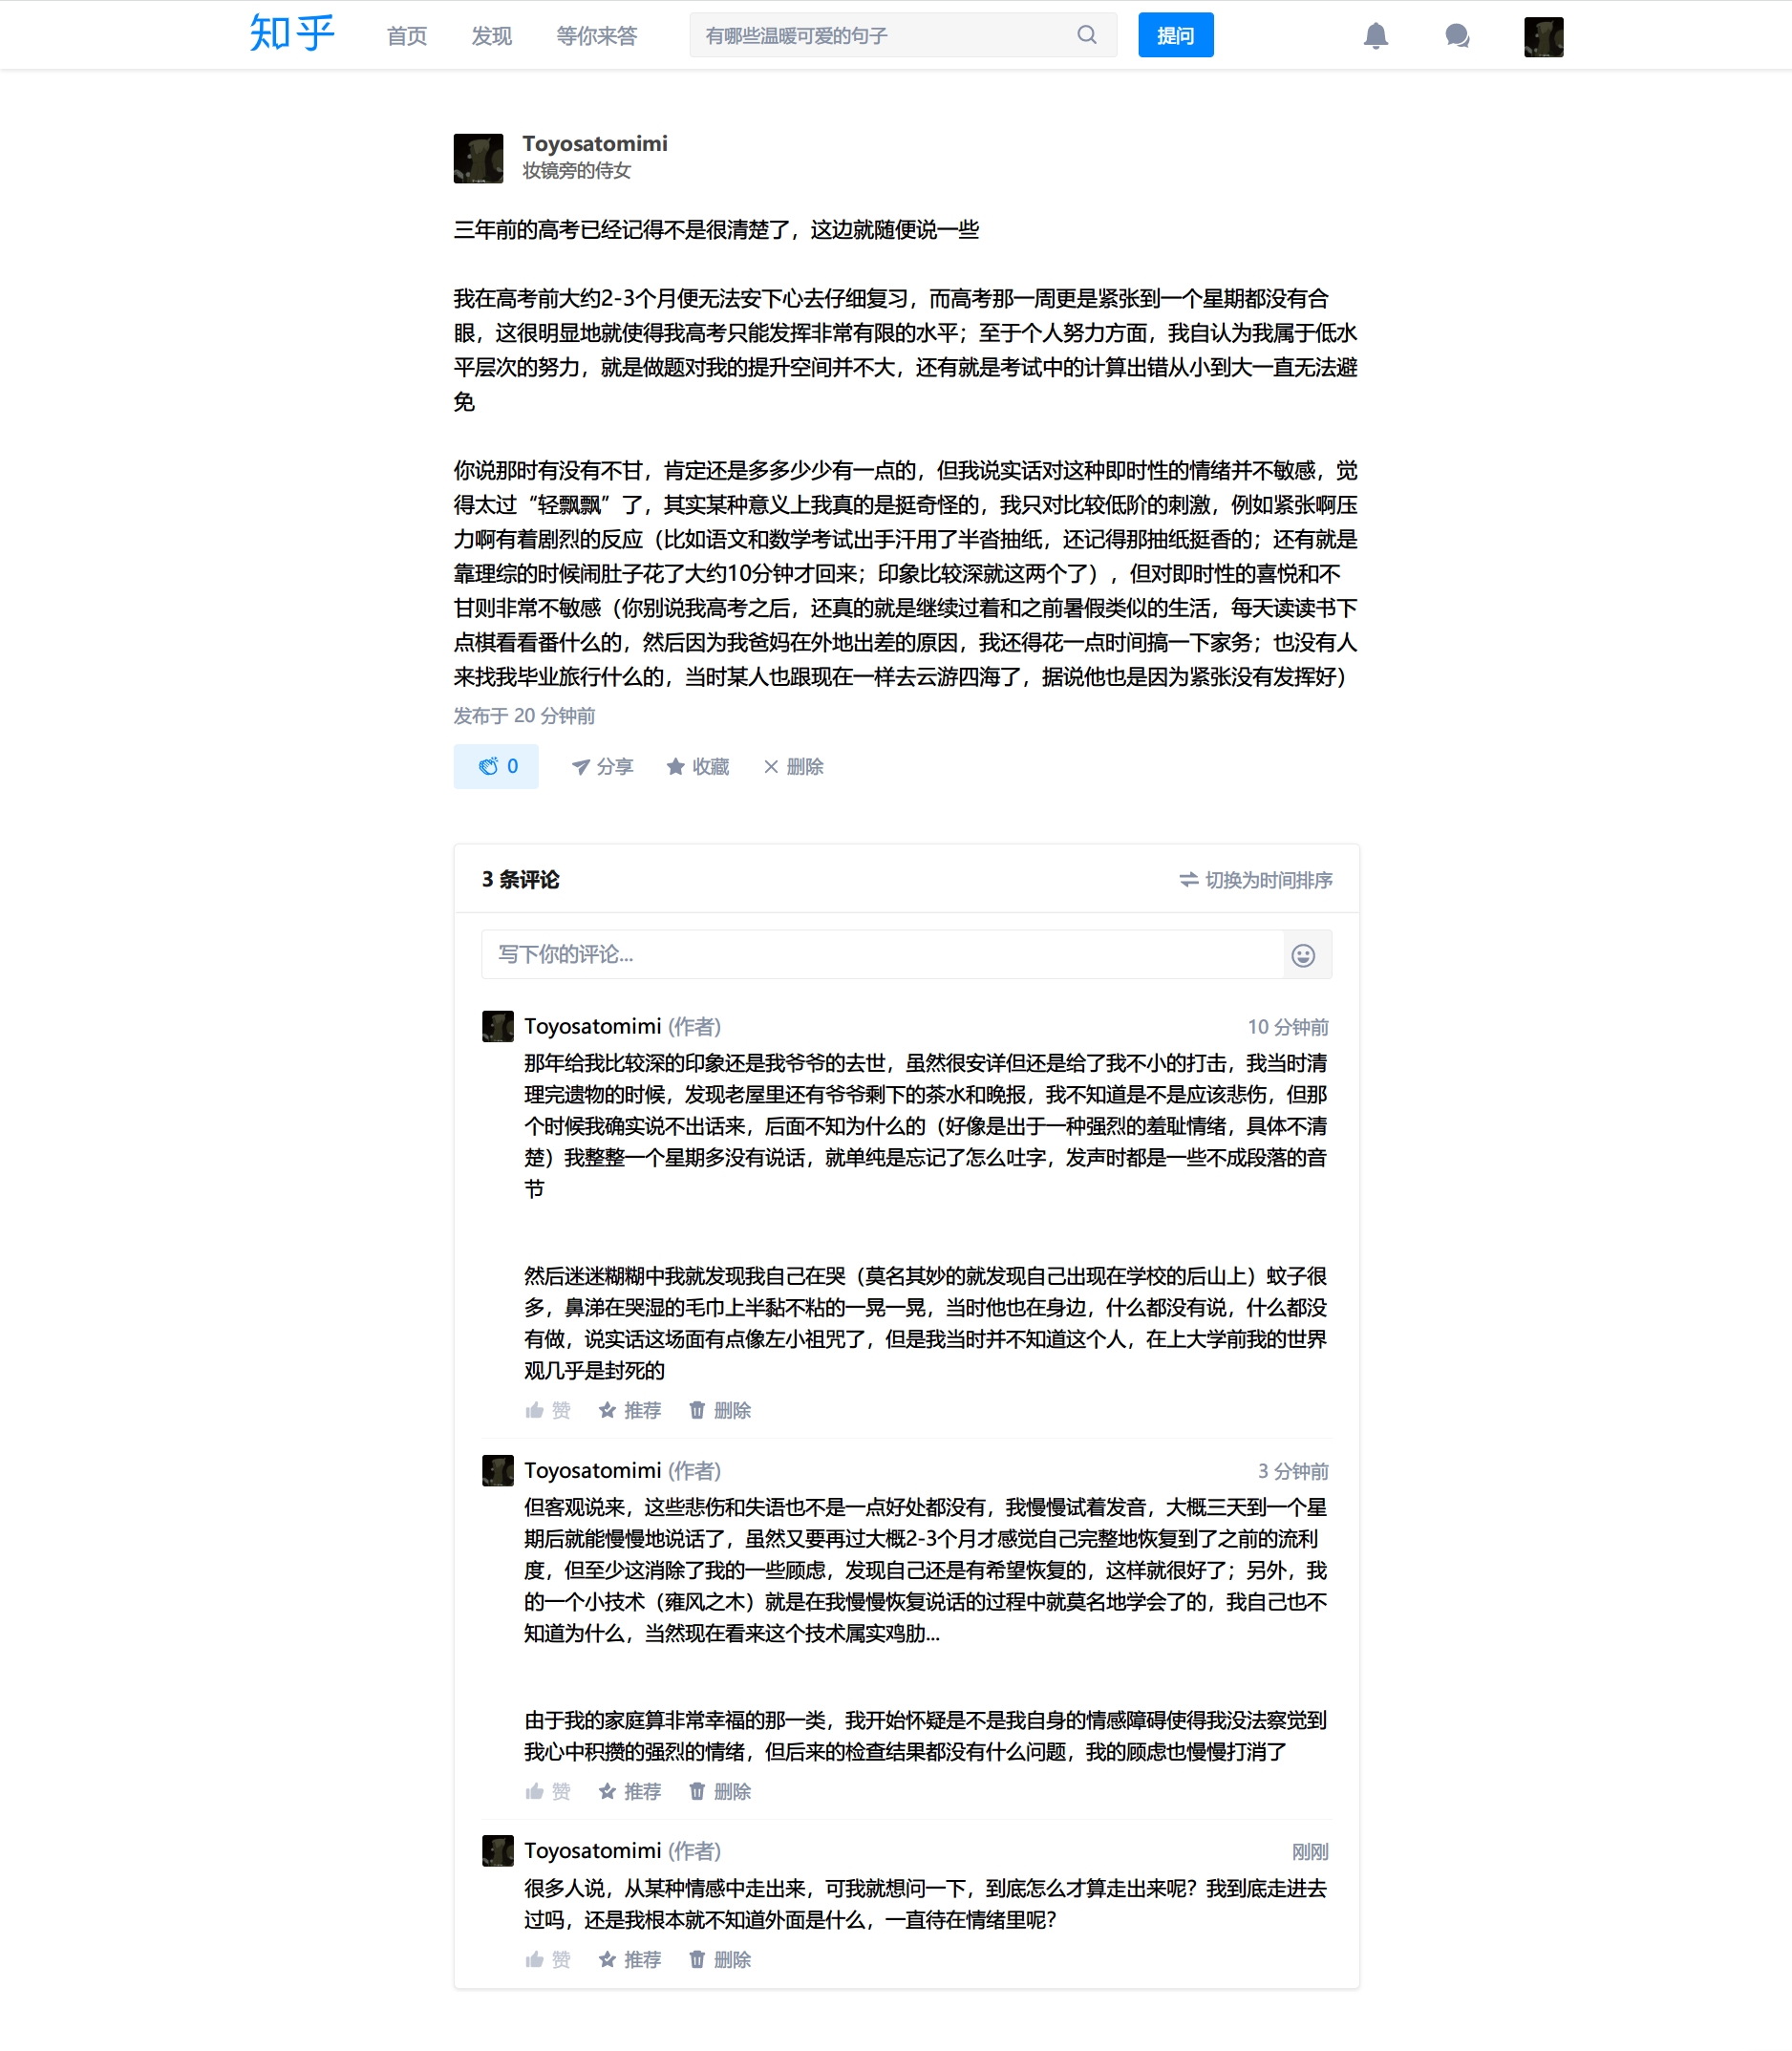 知乎 首页 发现 等你来答 有哪些温暖可爱的句子 提问
Toyosatomimi
妆镜旁的侍女
三年前的高考已经记得不是很清楚了，这边就随便说一些
我在高考前大约2-3个月便无法安下心去仔细复习，而高考那一周更是紧张到一个星期都没有合
眼，这很明显地就使得我高考只能发挥非常有限的水平；至于个人努力方面，我自认为我属于低水
平层次的努力，就是做题对我的提升空间并不大，还有就是考试中的计算出错从小到大一直无法避
免
你说那时有没有不甘，肯定还是多多少少有一点的，但我说实话对这种即时性的情绪并不敏感，觉
得太过“轻飘飘”了，其实某种意义上我真的是挺奇怪的，我只对比较低阶的刺激，例如紧张啊压
力啊有着剧烈的反应（比如语文和数学考试出手汗用了半沓抽纸，还记得那抽纸挺香的；还有就是
靠理综的时候闹肚子花了大约10分钟才回来；印象比较深就这两个了），但对即时性的喜悦和不
甘则非常不敏感（你别说我高考之后，还真的就是继续过着和之前暑假类似的生活，每天读读书下
点棋看看番什么的，然后因为我爸妈在外地出差的原因，我还得花一点时间搞一下家务；也没有人
来找我毕业旅行什么的，当时某人也跟现在一样去云游四海了，据说他也是因为紧张没有发挥好）
发布于 20 分钟前
0 分享 收藏 删除
3 条评论 切换为时间排序
写下你的评论...
Toyosatomimi (作者) 10 分钟前
那年给我比较深的印象还是我爷爷的去世，虽然很安详但还是给了我不小的打击，我当时清
理完遗物的时候，发现老屋里还有爷爷剩下的茶水和晚报，我不知道是不是应该悲伤，但那
个时候我确实说不出话来，后面不知为什么的（好像是出于一种强烈的羞耻情绪，具体不清
楚）我整整一个星期多没有说话，就单纯是忘记了怎么吐字，发声时都是一些不成段落的音
节
然后迷迷糊糊中我就发现我自己在哭（莫名其妙的就发现自己出现在学校的后山上）蚊子很
多，鼻涕在哭湿的毛巾上半黏不粘的一晃一晃，当时他也在身边，什么都没有说，什么都没
有做，说实话这场面有点像左小祖咒了，但是我当时并不知道这个人，在上大学前我的世界
观几乎是封死的
赞 推荐 删除
Toyosatomimi (作者) 3 分钟前
但客观说来，这些悲伤和失语也不是一点好处都没有，我慢慢试着发音，大概三天到一个星
期后就能慢慢地说话了，虽然又要再过大概2-3个月才感觉自己完整地恢复到了之前的流利
度，但至少这消除了我的一些顾虑，发现自己还是有希望恢复的，这样就很好了；另外，我
的一个小技术（雍风之木）就是在我慢慢恢复说话的过程中就莫名地学会了的，我自己也不
知道为什么，当然现在看来这个技术属实鸡肋...
由于我的家庭算非常幸福的那一类，我开始怀疑是不是我自身的情感障碍使得我没法察觉到
我心中积攒的强烈的情绪，但后来的检查结果都没有什么问题，我的顾虑也慢慢打消了
赞 推荐 删除
Toyosatomimi (作者) 刚刚
很多人说，从某种情感中走出来，可我就想问一下，到底怎么才算走出来呢？我到底走进去
过吗，还是我根本就不知道外面是什么，一直待在情绪里呢？
赞 推荐 删除